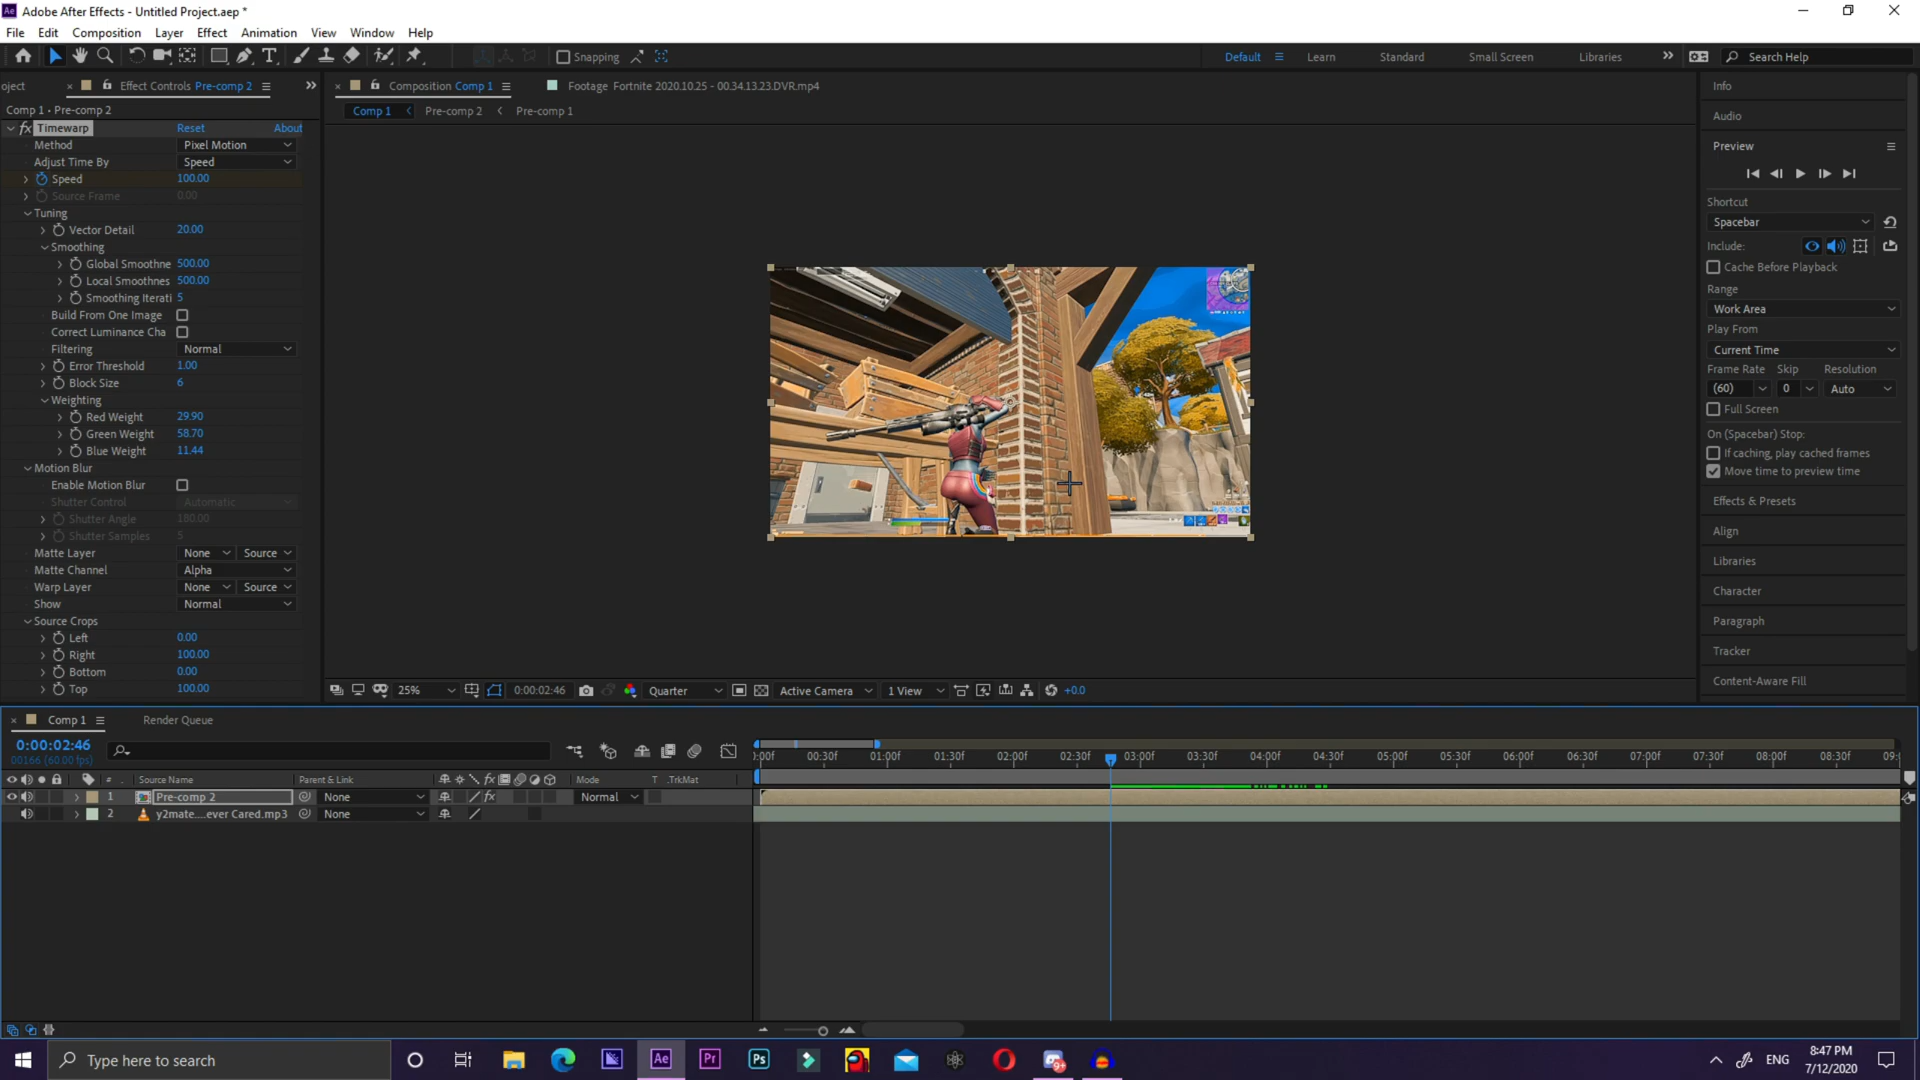 Adobe After Effects - Untitled Project.aep *
File Edit Composition Layer Effect Animation View Window Help
Snapping Default Learn Standard Small Screen Libraries Search Help
oject Effect Controls Pre-comp 2 Composition Comp 1 Footage Fortnite 2020.10.25 - 00.34.13.23.DVR.mp4
Comp 1 • Pre-comp 2
Comp 1 Pre-comp 2 Pre-comp 1
fx Timewarp Reset About
Method Pixel Motion
Adjust Time By Speed
Speed 100.00
Source Frame 0.00
Tuning
Vector Detail 20.00
Smoothing
Global Smoothne 500.00
Local Smoothnes 500.00
Smoothing Iterati 5
Build From One Image
Correct Luminance Cha
Filtering Normal
Error Threshold 1.00
Block Size 6
Weighting
Red Weight 29.90
Green Weight 58.70
Blue Weight 11.44
Motion Blur
Enable Motion Blur
Shutter Control Automatic
Shutter Angle 180.00
Shutter Samples 5
Matte Layer None Source
Matte Channel Alpha
Warp Layer None Source
Show Normal
Source Crops
Left 0.00
Right 100.00
Bottom 0.00
Top 100.00
25% 0:00:02:46 Quarter Active Camera 1 View +0.0
Info
Audio
Preview
Shortcut
Spacebar
Include:
Cache Before Playback
Range
Work Area
Play From
Current Time
Frame Rate Skip Resolution
(60) 0 Auto
Full Screen
On (Spacebar) Stop:
If caching, play cached frames
Move time to preview time
Effects & Presets
Align
Libraries
Character
Paragraph
Tracker
Content-Aware Fill
Comp 1 Render Queue
0:00:02:46
00166 (60.00 fps)
:00f 00:30f 01:00f 01:30f 02:00f 02:30f 03:00f 03:30f 04:00f 04:30f 05:00f 05:30f 06:00f 06:30f 07:00f 07:30f 08:00f 08:30f 09:
# Source Name Parent & Link fx Mode T .TrkMat
1 Pre-comp 2 None fx Normal
2 y2mate....ever Cared.mp3 None
Type here to search Ae Pr Ps 9+ ENG 8:47 PM
7/12/2020